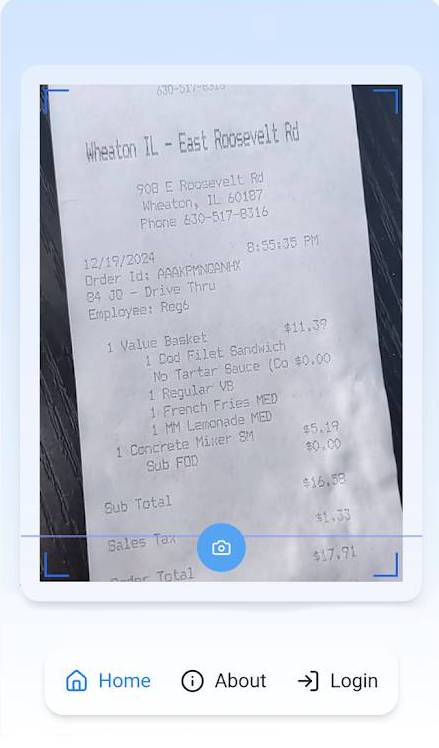 630-517-8316
Wheaton IL - East Roosevelt Rd
908 E Roosevelt Rd
Wheaton, IL 60187
Phone 630-517-8316
12/19/2024 8:55:35 PM
Order Id: AAAKPMNGANHX
84 JO - Drive Thru
Employee: Reg6
1 Value Basket $11.39
1 Cod Filet Sandwich
No Tartar Sauce (Co $0.00
1 Regular VB
1 French Fries MED
1 MM Lemonade MED
1 Concrete Mixer SM $5.19
Sub FOD $0.00
Sub Total $16.58
Sales Tax $1.33
Order Total $17.91
Home About Login